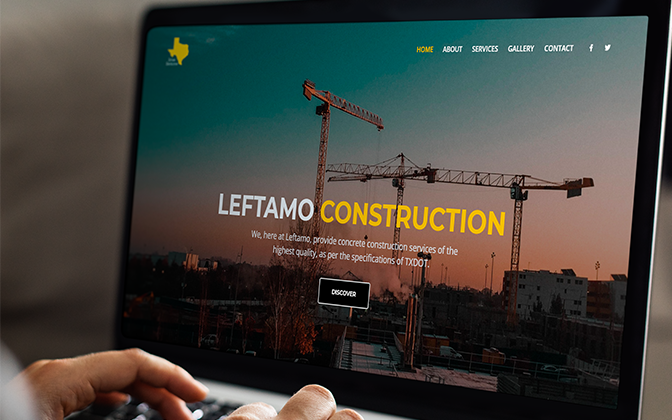 HOME ABOUT SERVICES GALLERY CONTACT
LEFTAMO CONSTRUCTION
We, here at Leftamo, provide concrete construction services of the
highest quality, as per the specifications of TXDOT.
DISCOVER